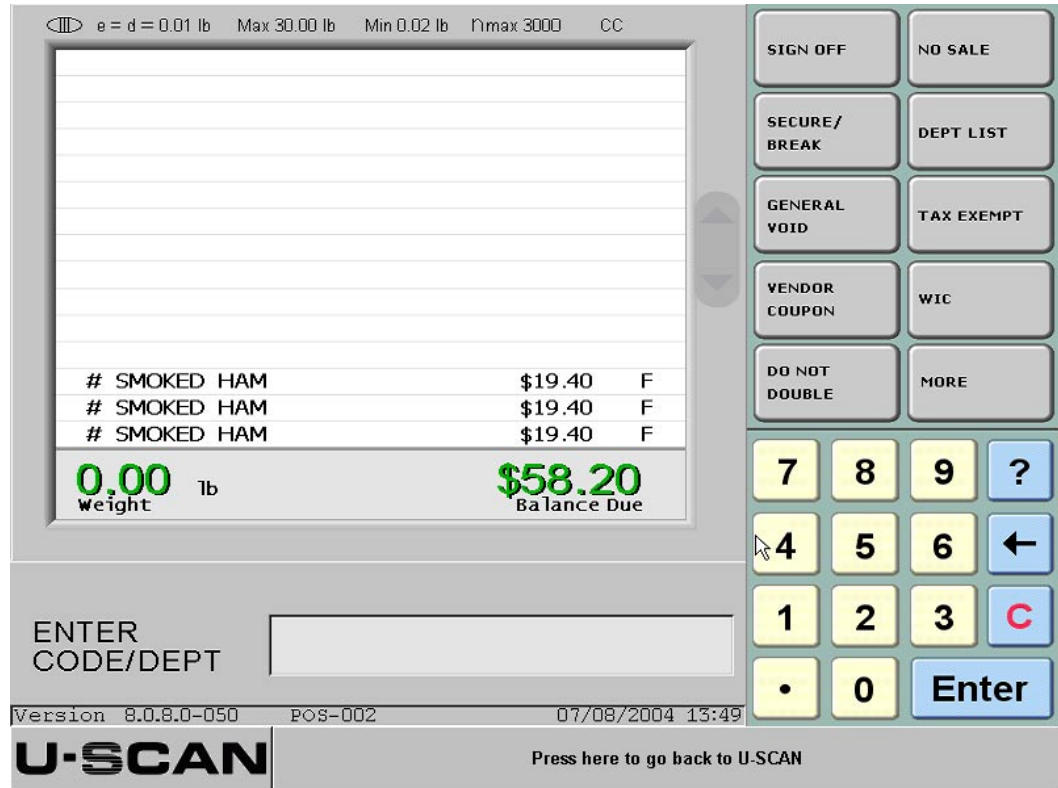 e = d = 0.01 lb Max 30.00 lb Min 0.02 lb nmax 3000 CC
# SMOKED HAM $19.40 F
# SMOKED HAM $19.40 F
# SMOKED HAM $19.40 F
0.00 lb $58.20
Weight Balance Due
ENTER
CODE/DEPT
Version 8.0.8.0-050 POS-002 07/08/2004 13:49
U-SCAN
Press here to go back to U-SCAN
SIGN OFF
NO SALE
SECURE/
BREAK
DEPT LIST
GENERAL
VOID
TAX EXEMPT
VENDOR
COUPON
WIC
DO NOT
DOUBLE
MORE
7 8 9 ?
4 5 6 ←
1 2 3 C
. 0 Enter